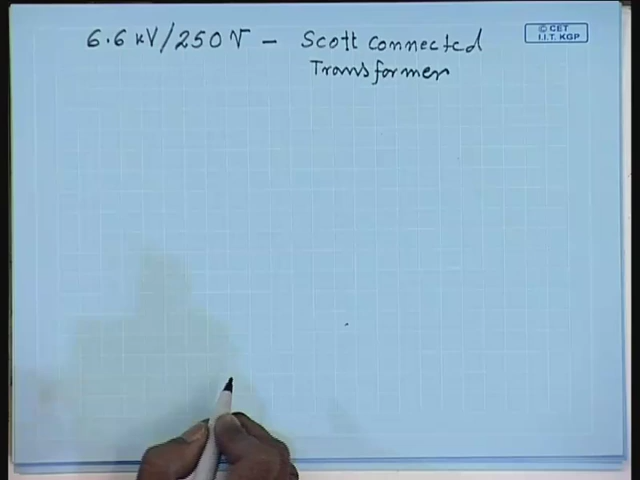 6.6 kV/250 V - Scott connected
Transformer
© CET
I.I.T. KGP